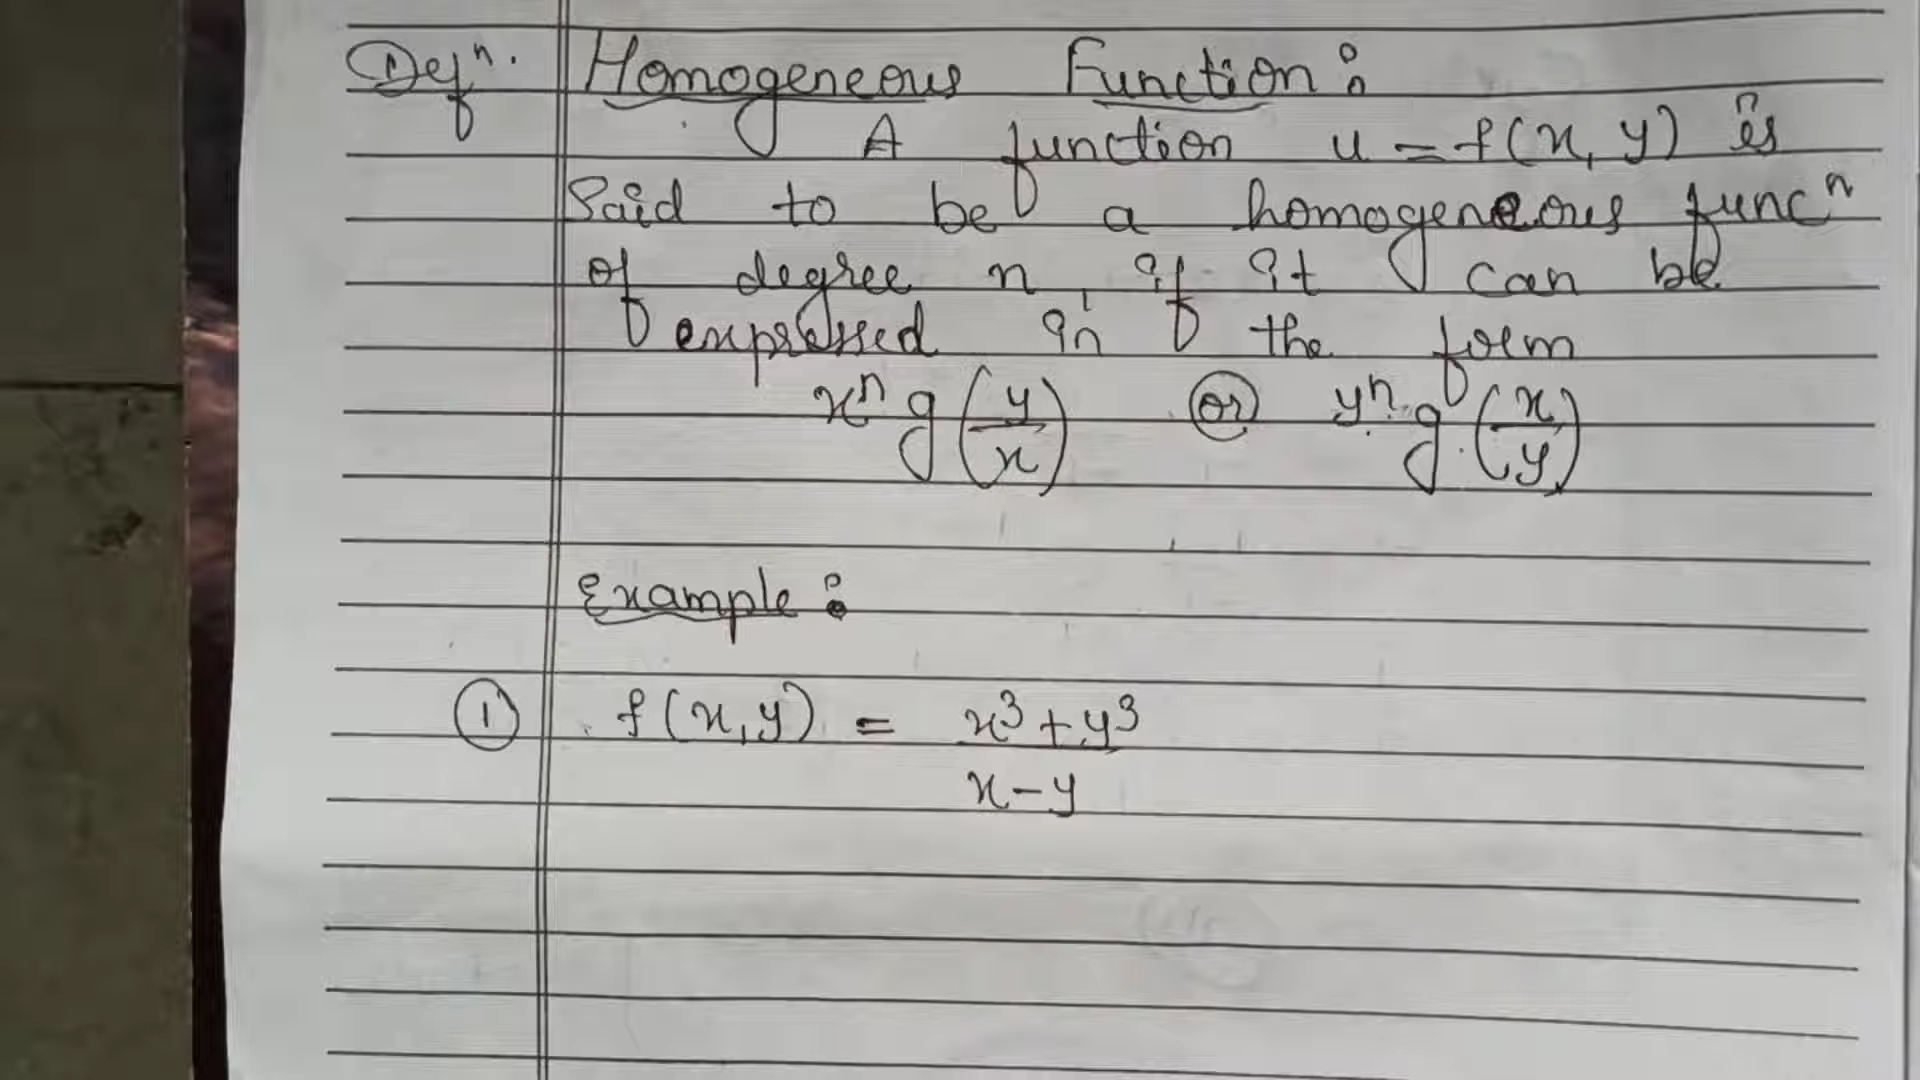 Defⁿ. Homogeneous Function :
A function u = f(x, y) is
said to be a homogeneous funcⁿ
of degree n, if it can be
expressed in the form
xⁿ g(y/x) or yⁿ g(x/y)
Example :
① f(x,y) = x³+y³
x-y